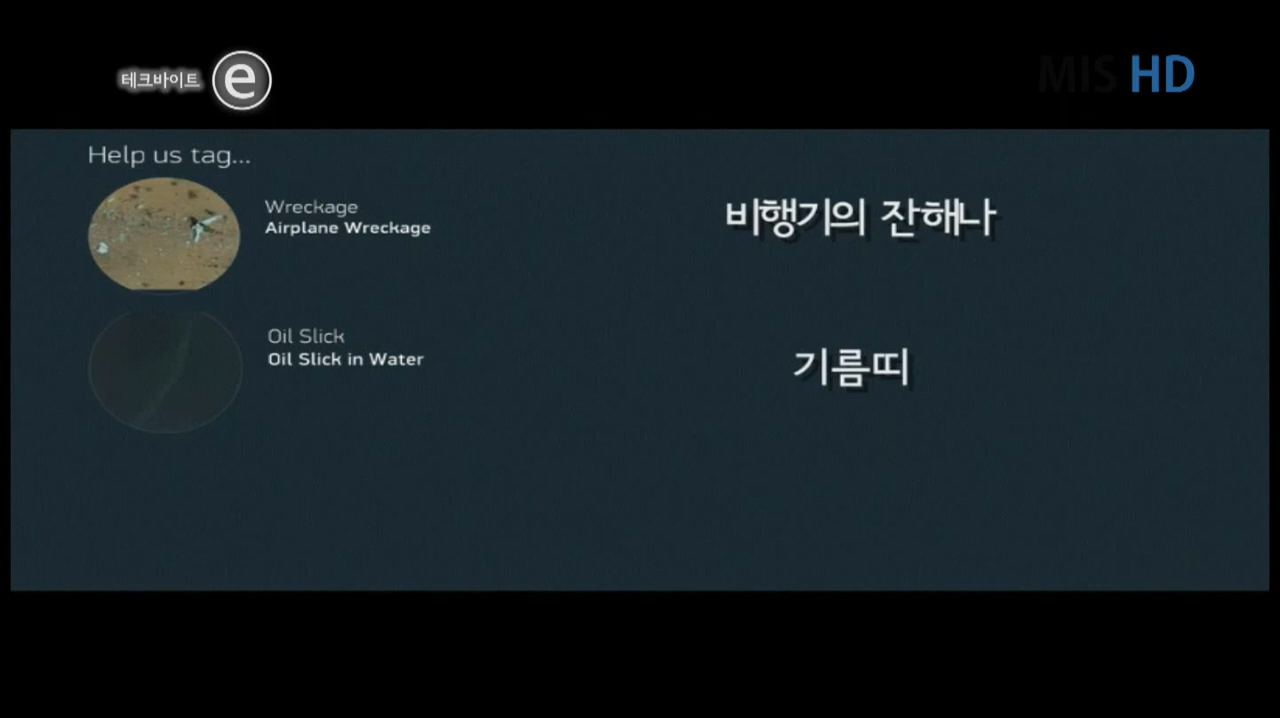 테크바이트 e
MIS HD
Help us tag...
Wreckage
Airplane Wreckage
비행기의 잔해나
Oil Slick
Oil Slick in Water
기름띠